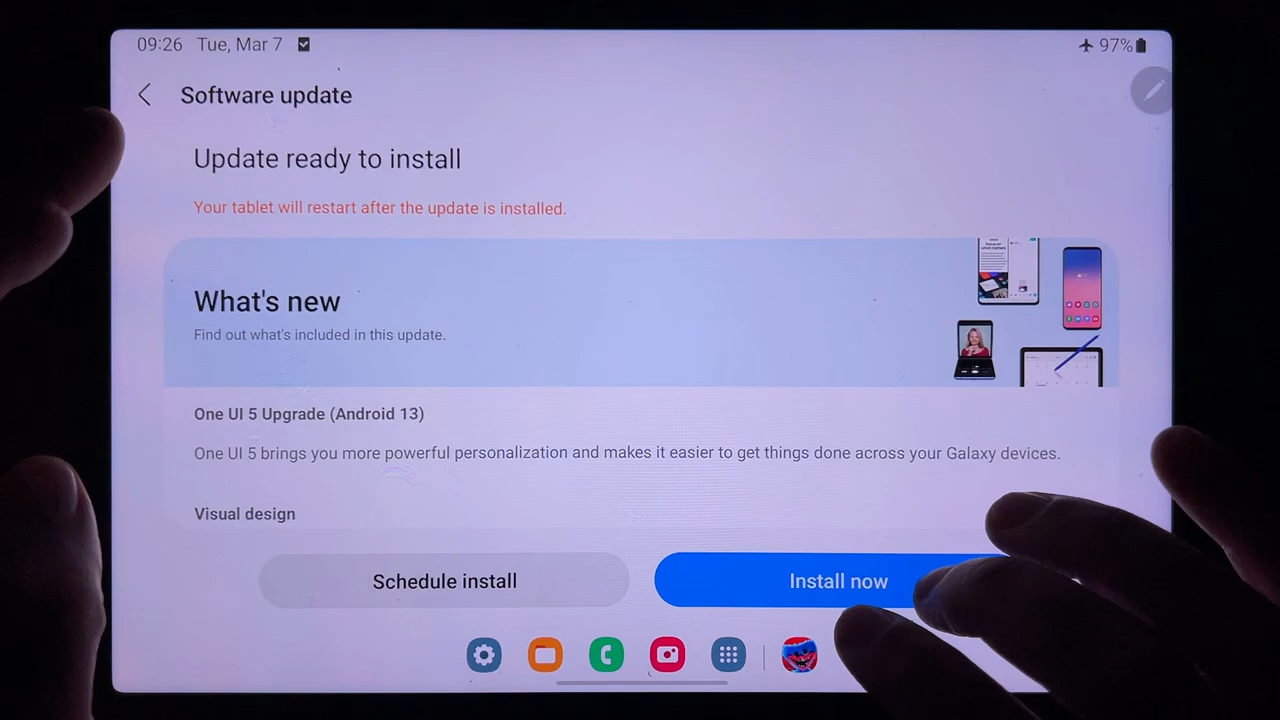 09:26 Tue, Mar 7 97%
Software update
Update ready to install
Your tablet will restart after the update is installed.
What's new
Find out what's included in this update.
One UI 5 Upgrade (Android 13)
One UI 5 brings you more powerful personalization and makes it easier to get things done across your Galaxy devices.
Visual design
Schedule install Install now